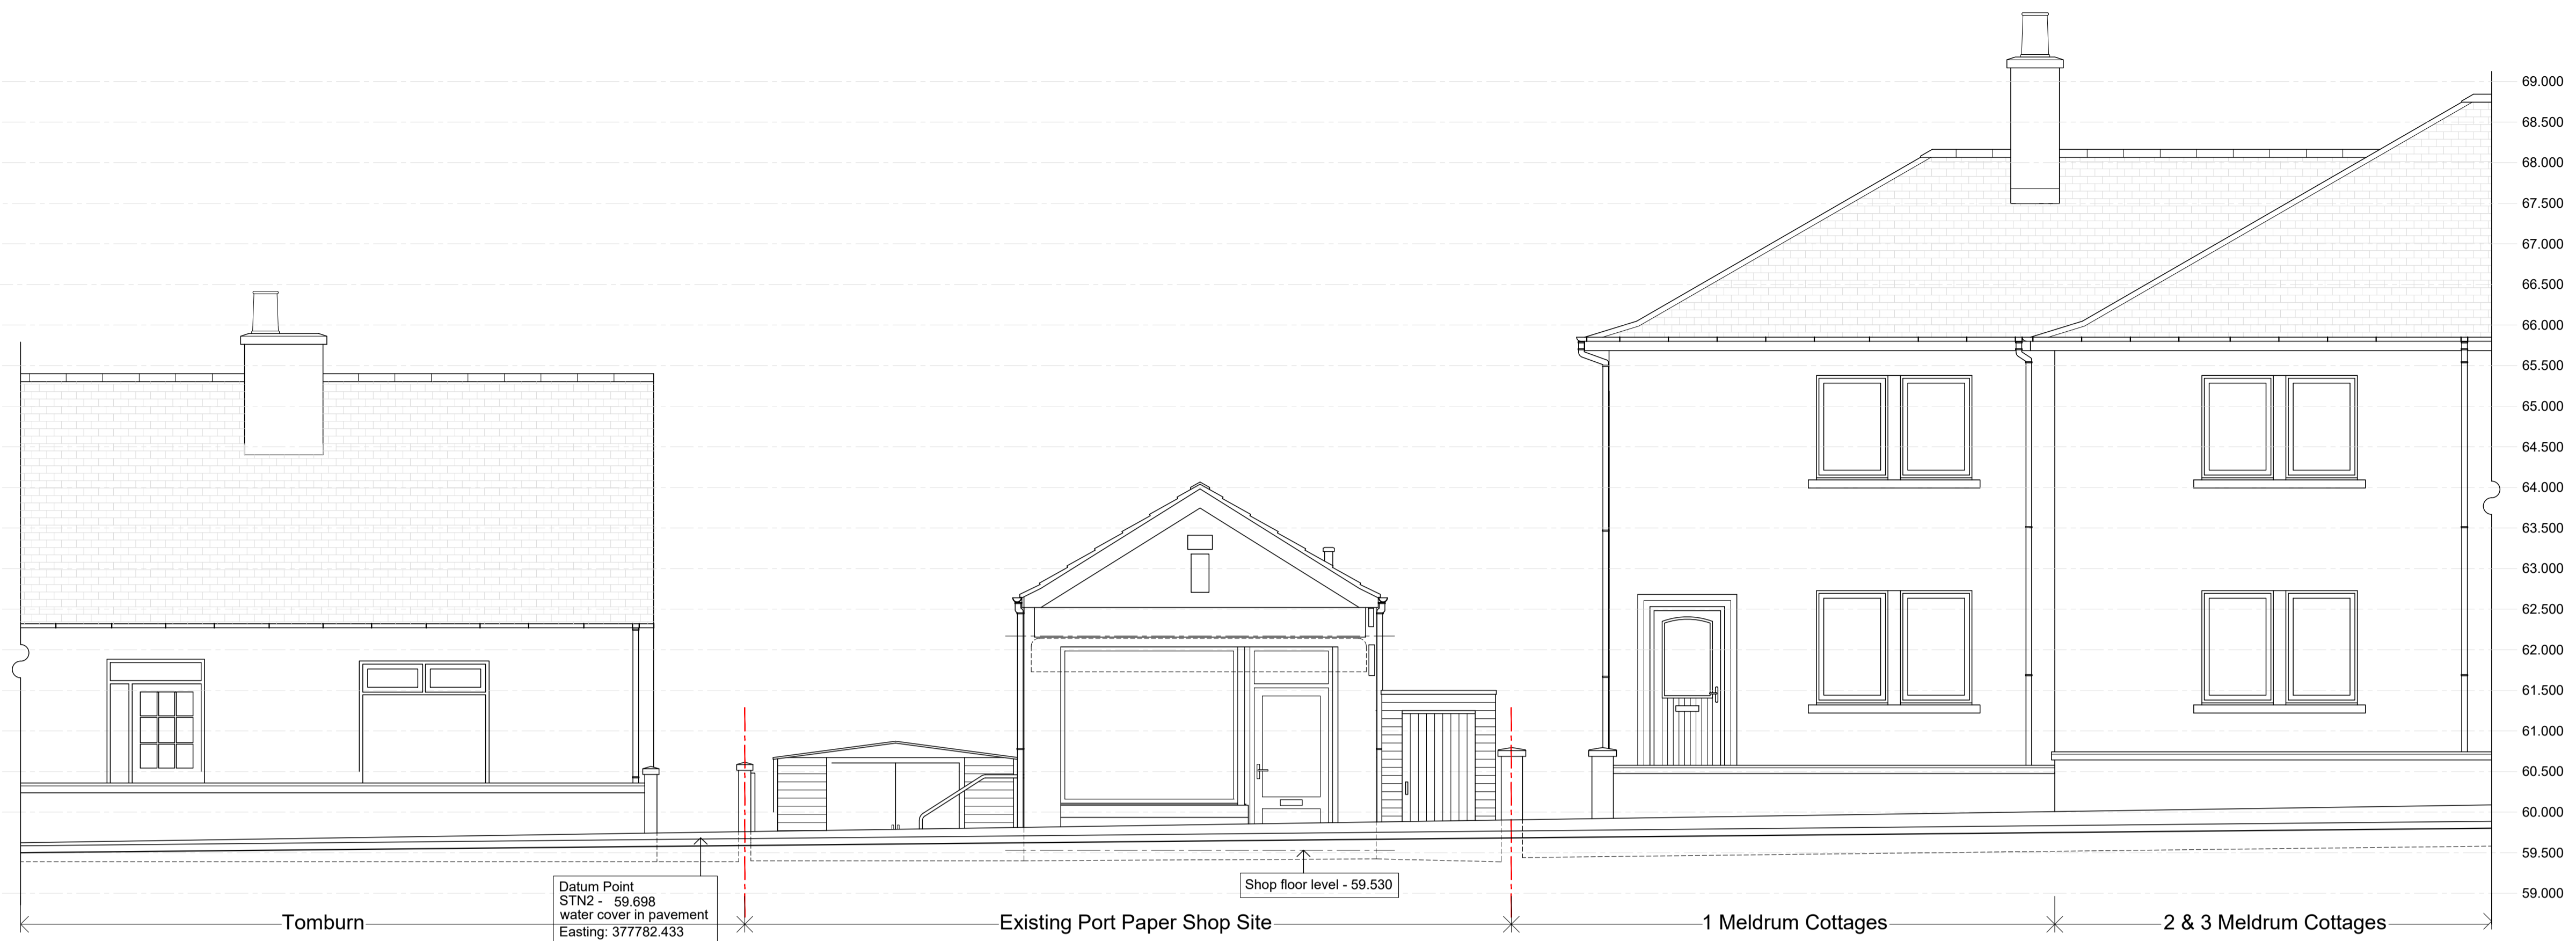 69.000
68.500
68.000
67.500
67.000
66.500
66.000
65.500
65.000
64.500
64.000
63.500
63.000
62.500
62.000
61.500
61.000
60.500
60.000
59.500
59.000
Datum Point
STN2 - 59.698
water cover in pavement
Easting: 377782.433
Shop floor level - 59.530
Tomburn
Existing Port Paper Shop Site
1 Meldrum Cottages
2 & 3 Meldrum Cottages